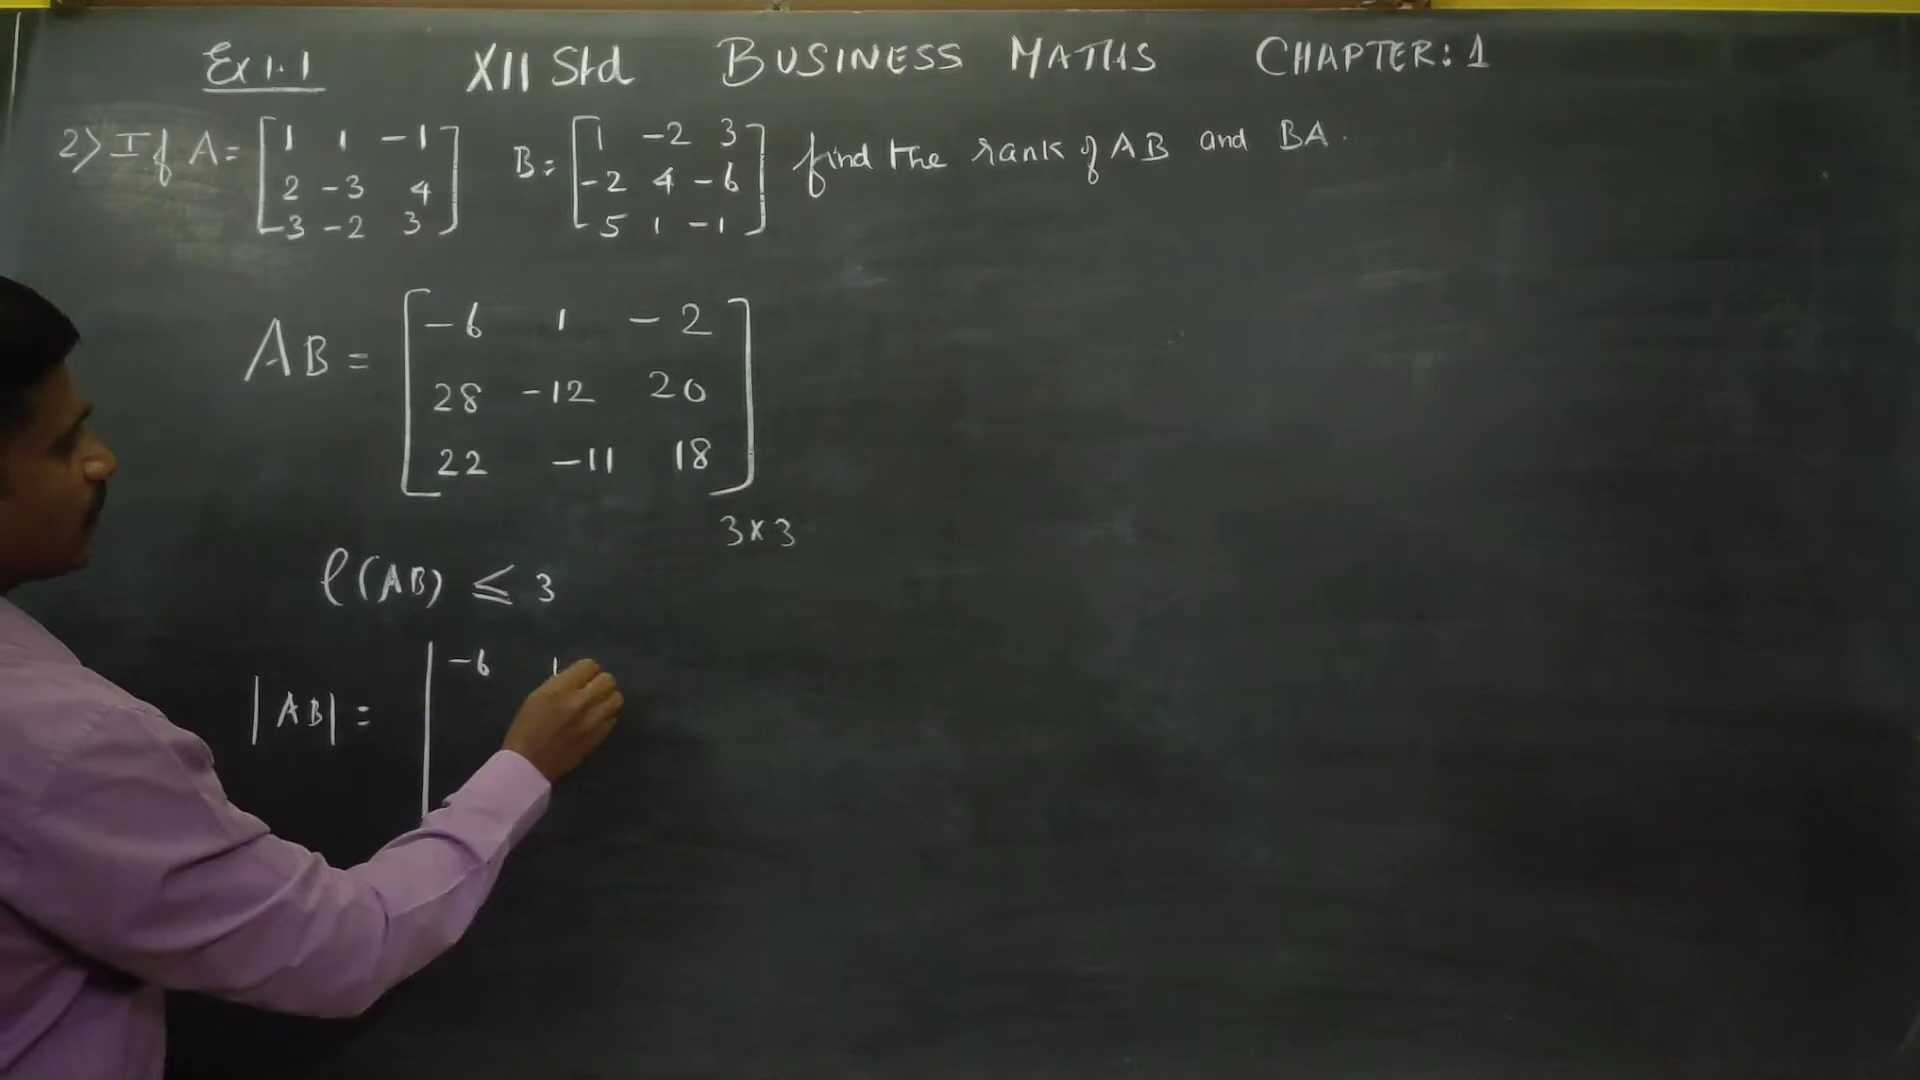 Ex 1.1 XII Std BUSINESS MATHS CHAPTER: 1
2) If A = [1 1 -1 B = [1 -2 3] find the rank of AB and BA.
2 -3 4 -2 4 -6
3 -2 3] 5 1 -1]
AB = [-6 1 -2
28 -12 20
22 -11 18] 3×3
ρ(AB) ≤ 3
|AB| = | -6 1